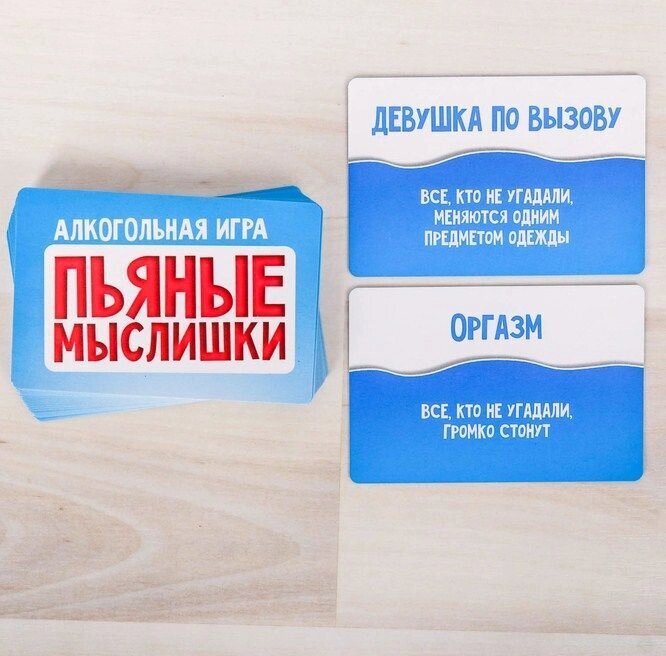 АЛКОГОЛЬНАЯ ИГРА
ПЬЯНЫЕ
МЫСЛИШКИ
ДЕВУШКА ПО ВЫЗОВУ
ВСЕ, КТО НЕ УГАДАЛИ,
МЕНЯЮТСЯ ОДНИМ
ПРЕДМЕТОМ ОДЕЖДЫ
ОРГАЗМ
ВСЕ, КТО НЕ УГАДАЛИ,
ГРОМКО СТОНУТ